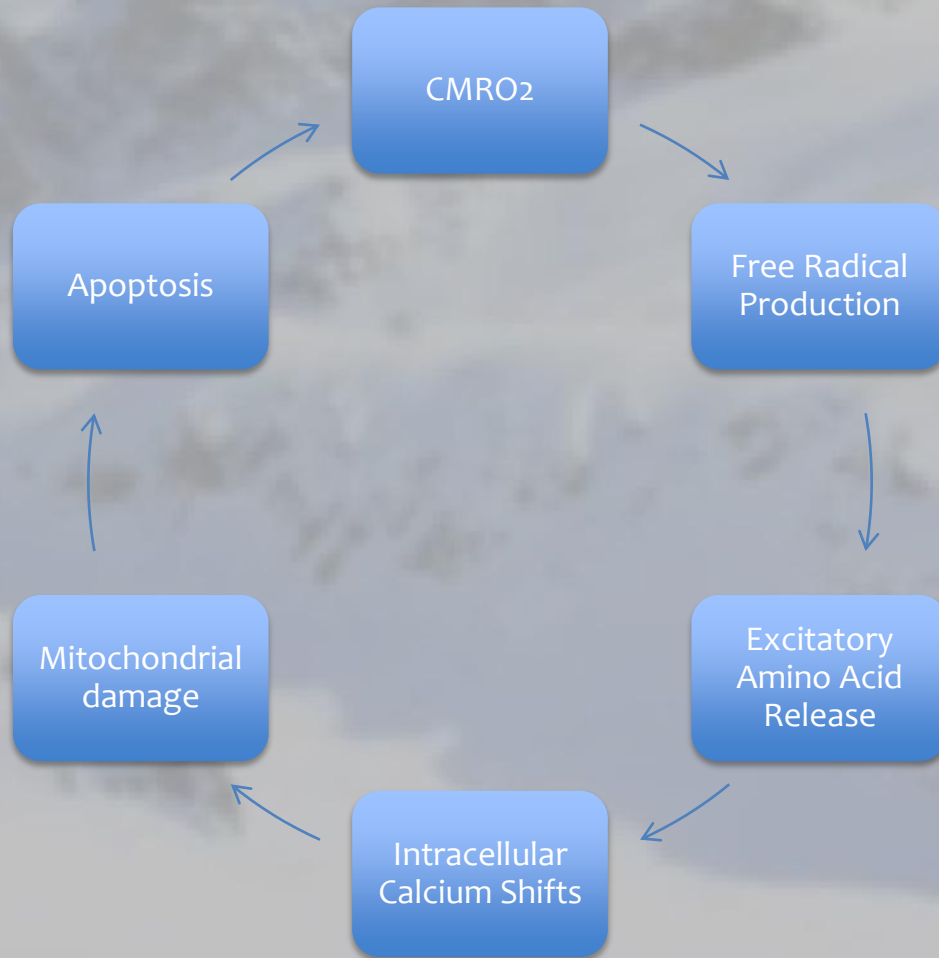 CMRO2
Free Radical
Production
Excitatory
Amino Acid
Release
Intracellular
Calcium Shifts
Mitochondrial
damage
Apoptosis